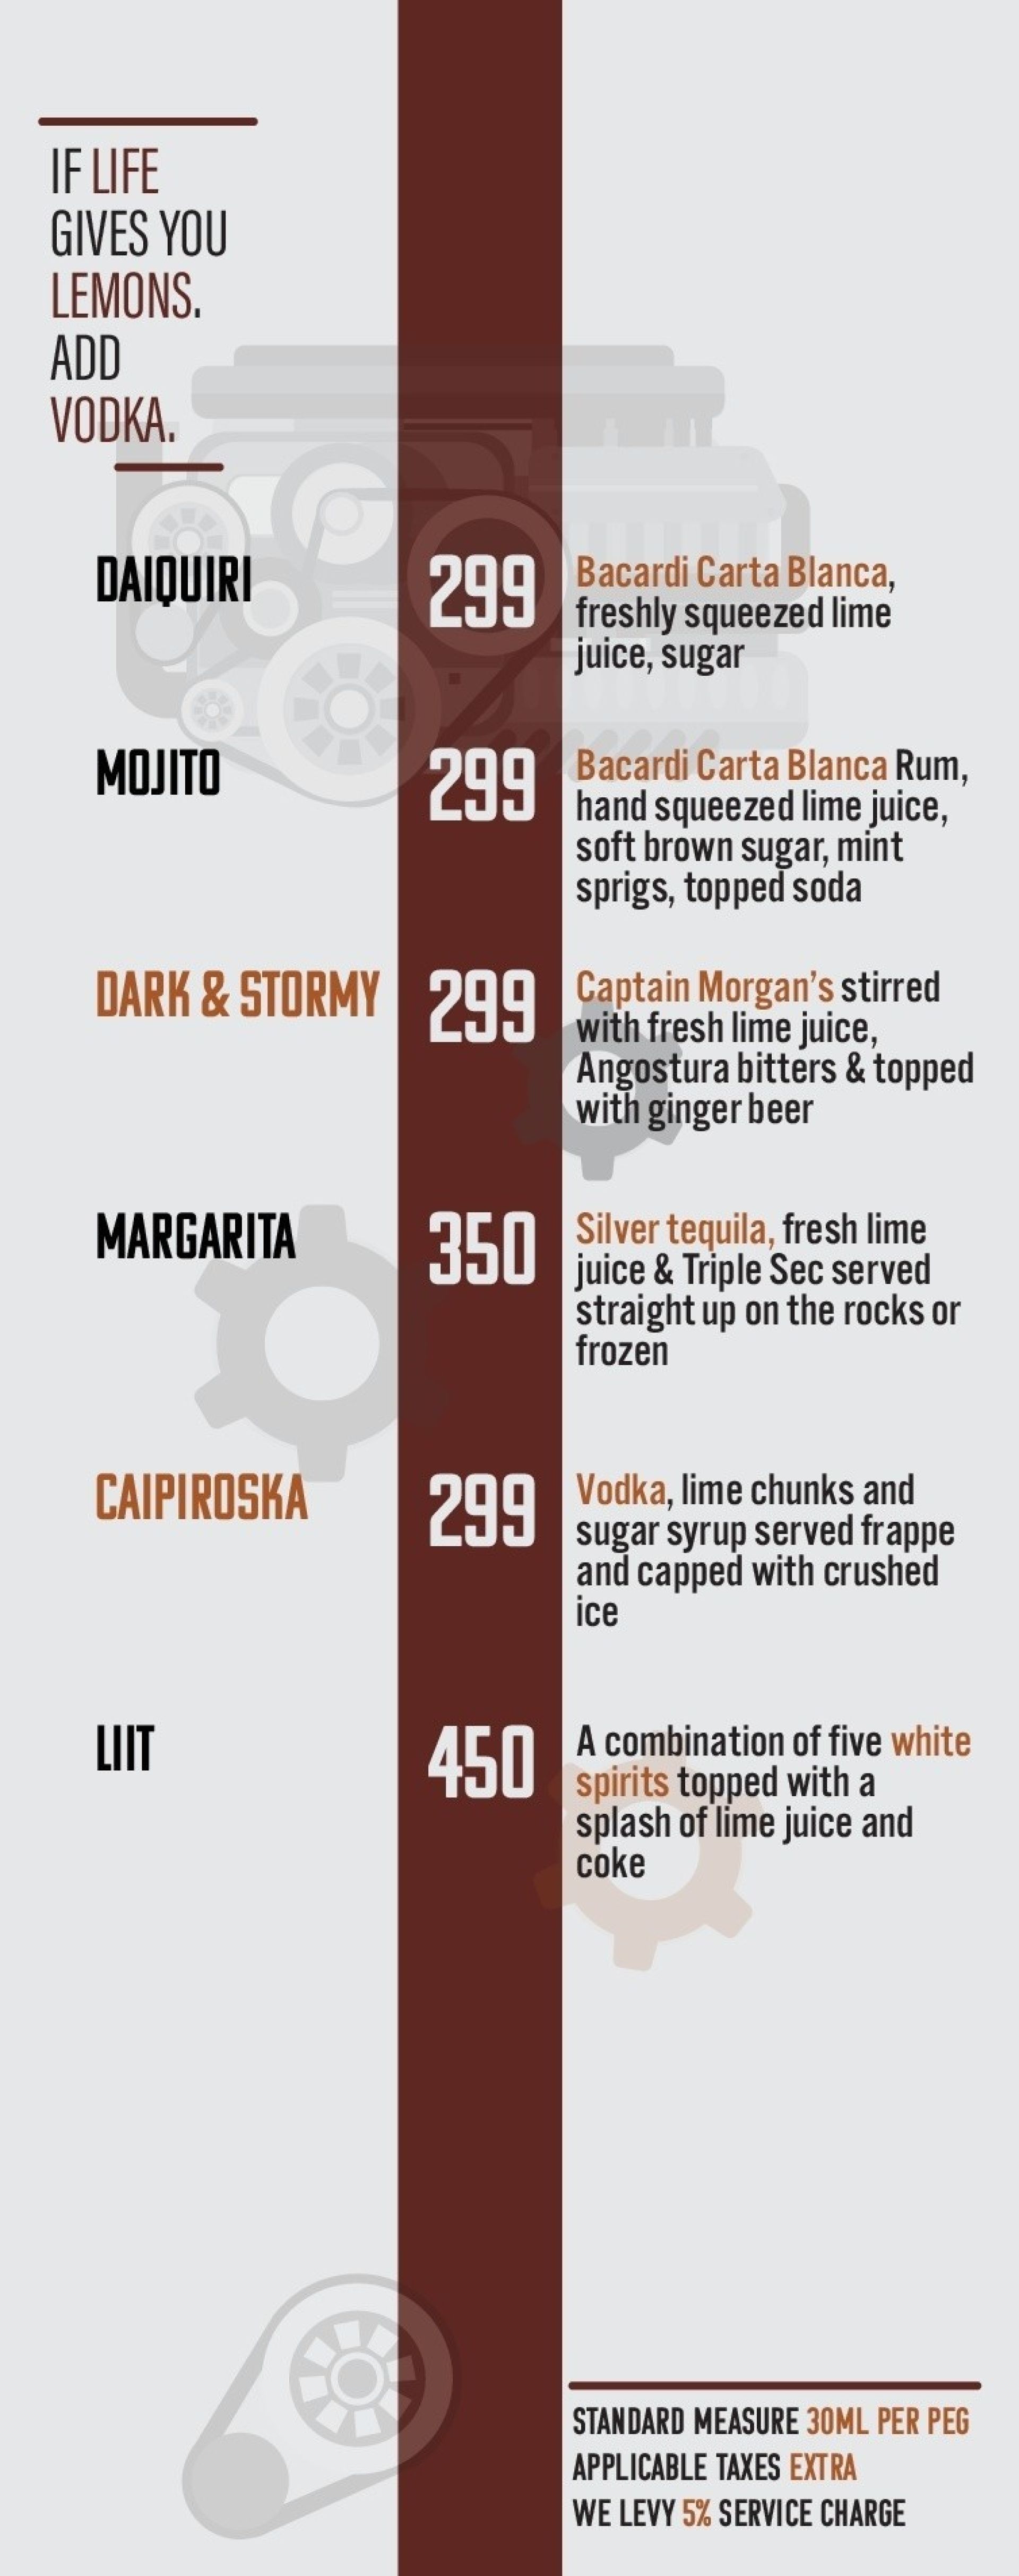 IF LIFE
GIVES YOU
LEMONS.
ADD
VODKA.
DAIQUIRI
299
Bacardi Carta Blanca,
freshly squeezed lime
juice, sugar
MOJITO
299
Bacardi Carta Blanca Rum,
hand squeezed lime juice,
soft brown sugar, mint
sprigs, topped soda
DARK & STORMY
299
Captain Morgan's stirred
with fresh lime juice,
Angostura bitters & topped
with ginger beer
MARGARITA
350
Silver tequila, fresh lime
juice & Triple Sec served
straight up on the rocks or
frozen
CAIPIROSKA
299
Vodka, lime chunks and
sugar syrup served frappe
and capped with crushed
ice
LIIT
450
A combination of five white
spirits topped with a
splash of lime juice and
coke
STANDARD MEASURE 30ML PER PEG
APPLICABLE TAXES EXTRA
WE LEVY 5% SERVICE CHARGE